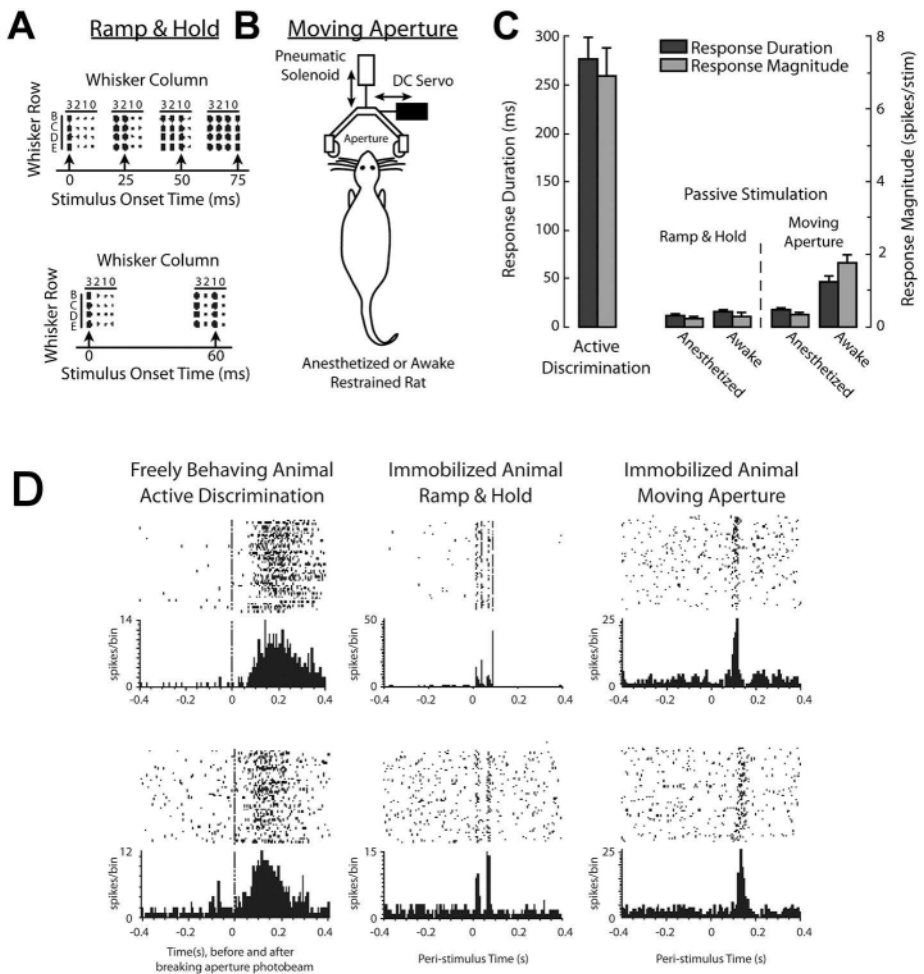 A
Ramp & Hold
Whisker Column
3210 3210 3210 3210
Whisker Row
B
C
D
E
0 25 50 75
Stimulus Onset Time (ms)
Whisker Column
3210 3210
Whisker Row
B
C
D
E
0 60
Stimulus Onset Time (ms)
B
Moving Aperture
Pneumatic
Solenoid
DC Servo
Aperture
Anesthetized or Awake
Restrained Rat
C
Response Duration (ms)
300
250
200
150
100
50
0
Response Duration
Response Magnitude
Passive Stimulation
Ramp & Hold
Moving
Aperture
Active
Discrimination
Anesthetized
Awake
Anesthetized
Awake
8
6
4
2
0
Response Magnitude (spikes/stim)
D
Freely Behaving Animal
Active Discrimination
spikes/bin
14
0
-0.4 -0.2 0 0.2 0.4
Immobilized Animal
Ramp & Hold
spikes/bin
50
0
-0.4 -0.2 0 0.2 0.4
Immobilized Animal
Moving Aperture
spikes/bin
25
0
-0.4 -0.2 0 0.2 0.4
spikes/bin
12
0
-0.4 -0.2 0 0.2 0.4
Time(s), before and after
breaking aperture photobeam
spikes/bin
15
0
-0.4 -0.2 0 0.2 0.4
Peri-stimulus Time (s)
spikes/bin
25
0
-0.4 -0.2 0 0.2 0.4
Peri-stimulus Time (s)